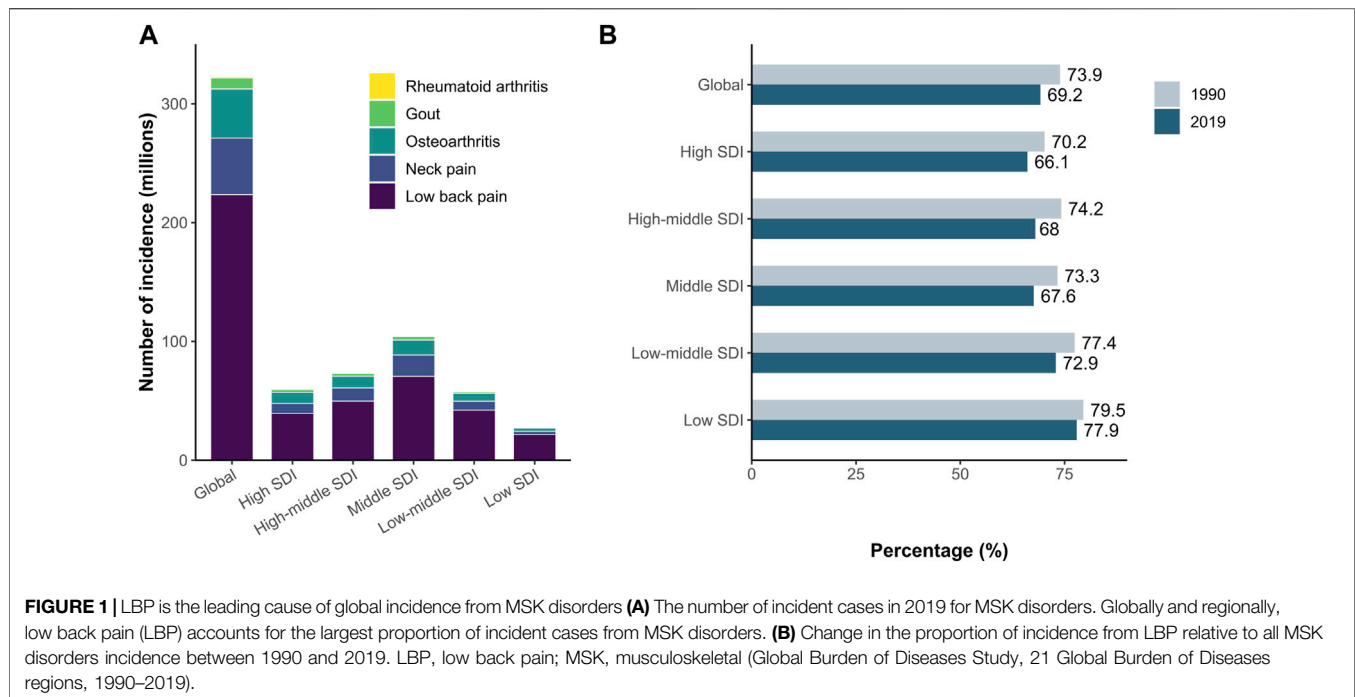 A
Number of incidence (millions)
300
200
100
0
Rheumatoid arthritis
Gout
Osteoarthritis
Neck pain
Low back pain
Global
High SDI
High-middle SDI
Middle SDI
Low-middle SDI
Low SDI
B
Global
73.9
69.2
High SDI
70.2
66.1
High-middle SDI
74.2
68
Middle SDI
73.3
67.6
Low-middle SDI
77.4
72.9
Low SDI
79.5
77.9
0
25
50
75
Percentage (%)
1990
2019
FIGURE 1 | LBP is the leading cause of global incidence from MSK disorders (A) The number of incident cases in 2019 for MSK disorders. Globally and regionally,
low back pain (LBP) accounts for the largest proportion of incident cases from MSK disorders. (B) Change in the proportion of incidence from LBP relative to all MSK
disorders incidence between 1990 and 2019. LBP, low back pain; MSK, musculoskeletal (Global Burden of Diseases Study, 21 Global Burden of Diseases
regions, 1990–2019).